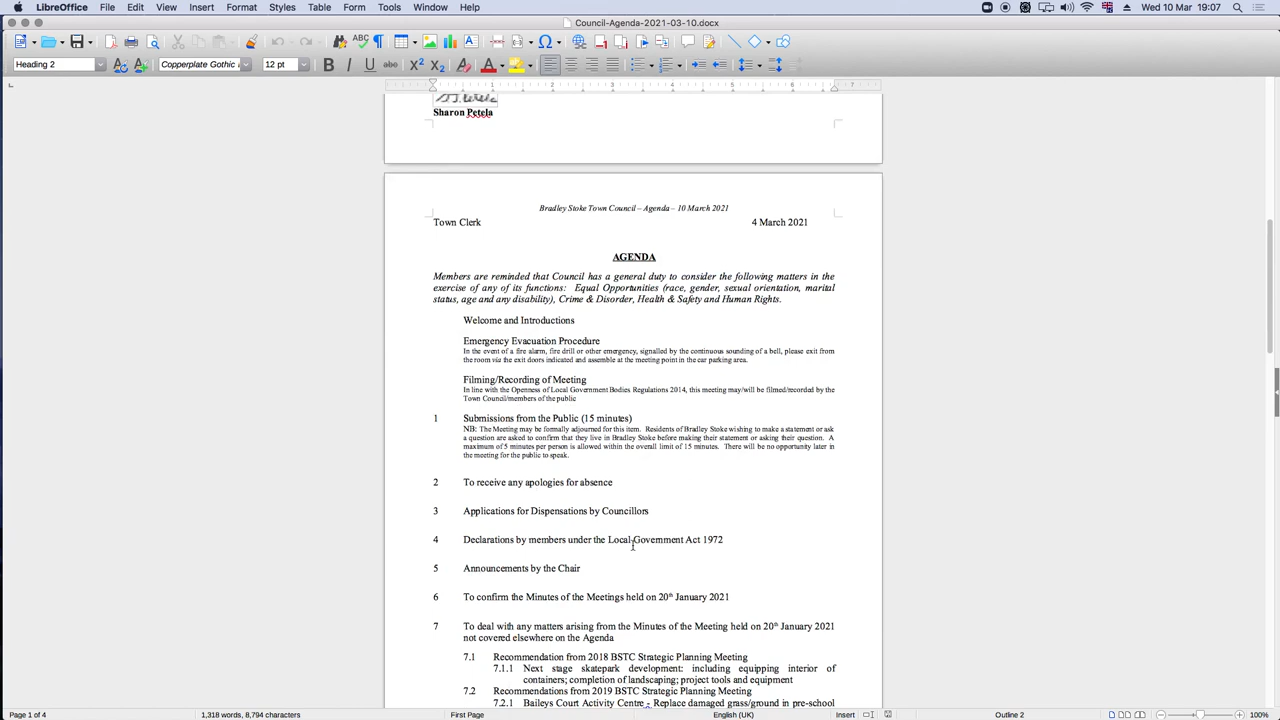 LibreOffice File Edit View Insert Format Styles Table Form Tools Window Help Wed 10 Mar 19:07
Council-Agenda-2021-03-10.docx
Heading 2 Copperplate Gothic 12 pt
1 2 3 4 5 6 7
Sharon Petela
Bradley Stoke Town Council – Agenda – 10 March 2021
Town Clerk 4 March 2021
AGENDA
Members are reminded that Council has a general duty to consider the following matters in the
exercise of any of its functions: Equal Opportunities (race, gender, sexual orientation, marital
status, age and any disability), Crime & Disorder, Health & Safety and Human Rights.
Welcome and Introductions
Emergency Evacuation Procedure
In the event of a fire alarm, fire drill or other emergency, signalled by the continuous sounding of a bell, please exit from
the room via the exit doors indicated and assemble at the meeting point in the car parking area.
Filming/Recording of Meeting
In line with the Openness of Local Government Bodies Regulations 2014, this meeting may/will be filmed/recorded by the
Town Council/members of the public
1 Submissions from the Public (15 minutes)
NB: The Meeting may be formally adjourned for this item. Residents of Bradley Stoke wishing to make a statement or ask
a question are asked to confirm that they live in Bradley Stoke before making their statement or asking their question. A
maximum of 5 minutes per person is allowed within the overall limit of 15 minutes. There will be no opportunity later in
the meeting for the public to speak.
2 To receive any apologies for absence
3 Applications for Dispensations by Councillors
4 Declarations by members under the Local Government Act 1972
5 Announcements by the Chair
6 To confirm the Minutes of the Meetings held on 20th January 2021
7 To deal with any matters arising from the Minutes of the Meeting held on 20th January 2021
not covered elsewhere on the Agenda
7.1 Recommendation from 2018 BSTC Strategic Planning Meeting
7.1.1 Next stage skatepark development: including equipping interior of
containers; completion of landscaping; project tools and equipment
7.2 Recommendations from 2019 BSTC Strategic Planning Meeting
7.2.1 Baileys Court Activity Centre - Replace damaged grass/ground in pre-school
Page 1 of 4 1,318 words, 8,794 characters First Page English (UK) Insert Outline 2 100%